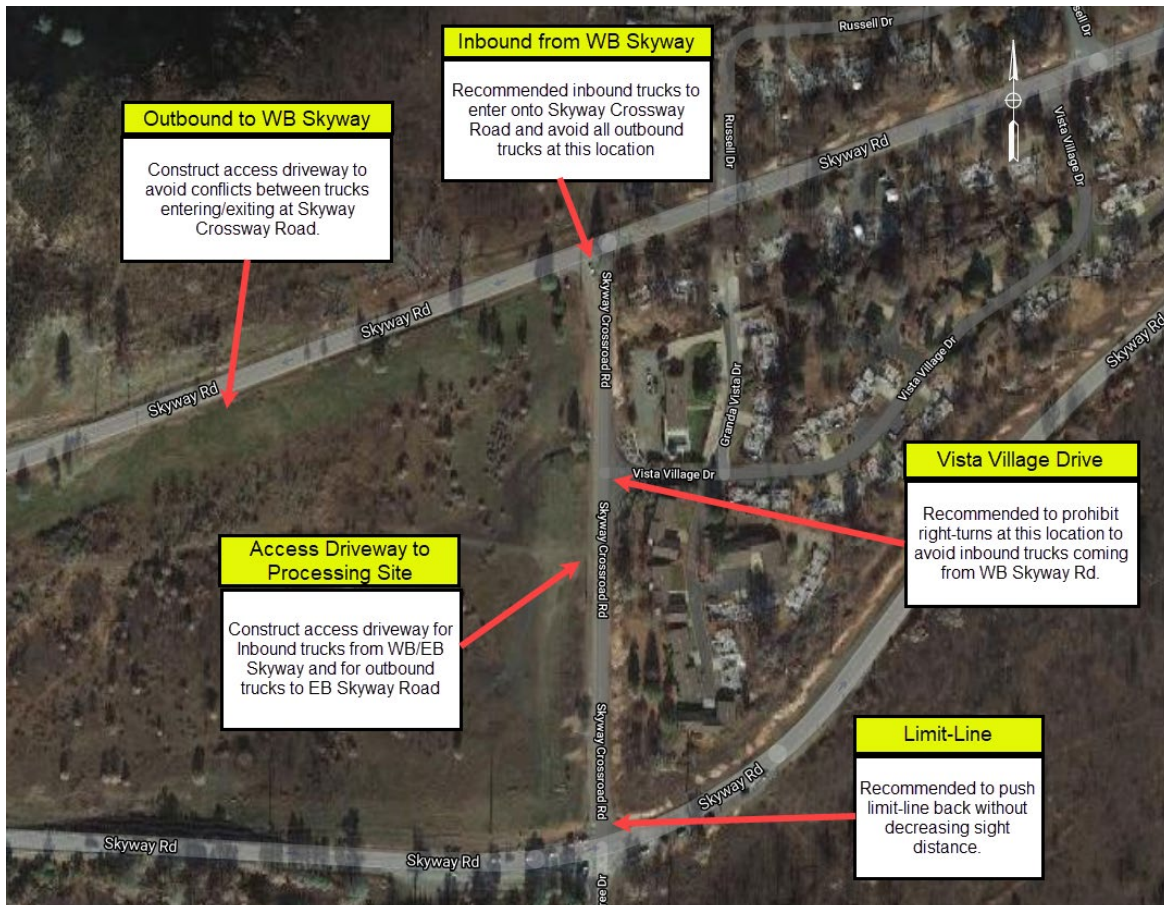 Russell Dr
ssell Dr
Inbound from WB Skyway
Recommended inbound trucks to
enter onto Skyway Crossway
Road and avoid all outbound
trucks at this location
Outbound to WB Skyway
Construct access driveway to
avoid conflicts between trucks
entering/exiting at Skyway
Crossway Road.
Russell Dr
Skyway Rd
Vista Village Dr
Skyway Crossroad Rd
Skyway Rd
Skyway Rd
Skyway Rd
Granda Vista Dr
Vista Village Dr
Vista Village Dr
Vista Village Drive
Recommended to prohibit
right-turns at this location to
avoid inbound trucks coming
from WB Skyway Rd.
Skyway Crossroad Rd
Access Driveway to
Processing Site
Construct access driveway for
Inbound trucks from WB/EB
Skyway and for outbound
trucks to EB Skyway Road
Skyway Crossroad Rd
Limit-Line
Recommended to push
limit-line back without
decreasing sight
distance.
Skyway Rd
Skyway Rd
Skyway Rd
ee Dr